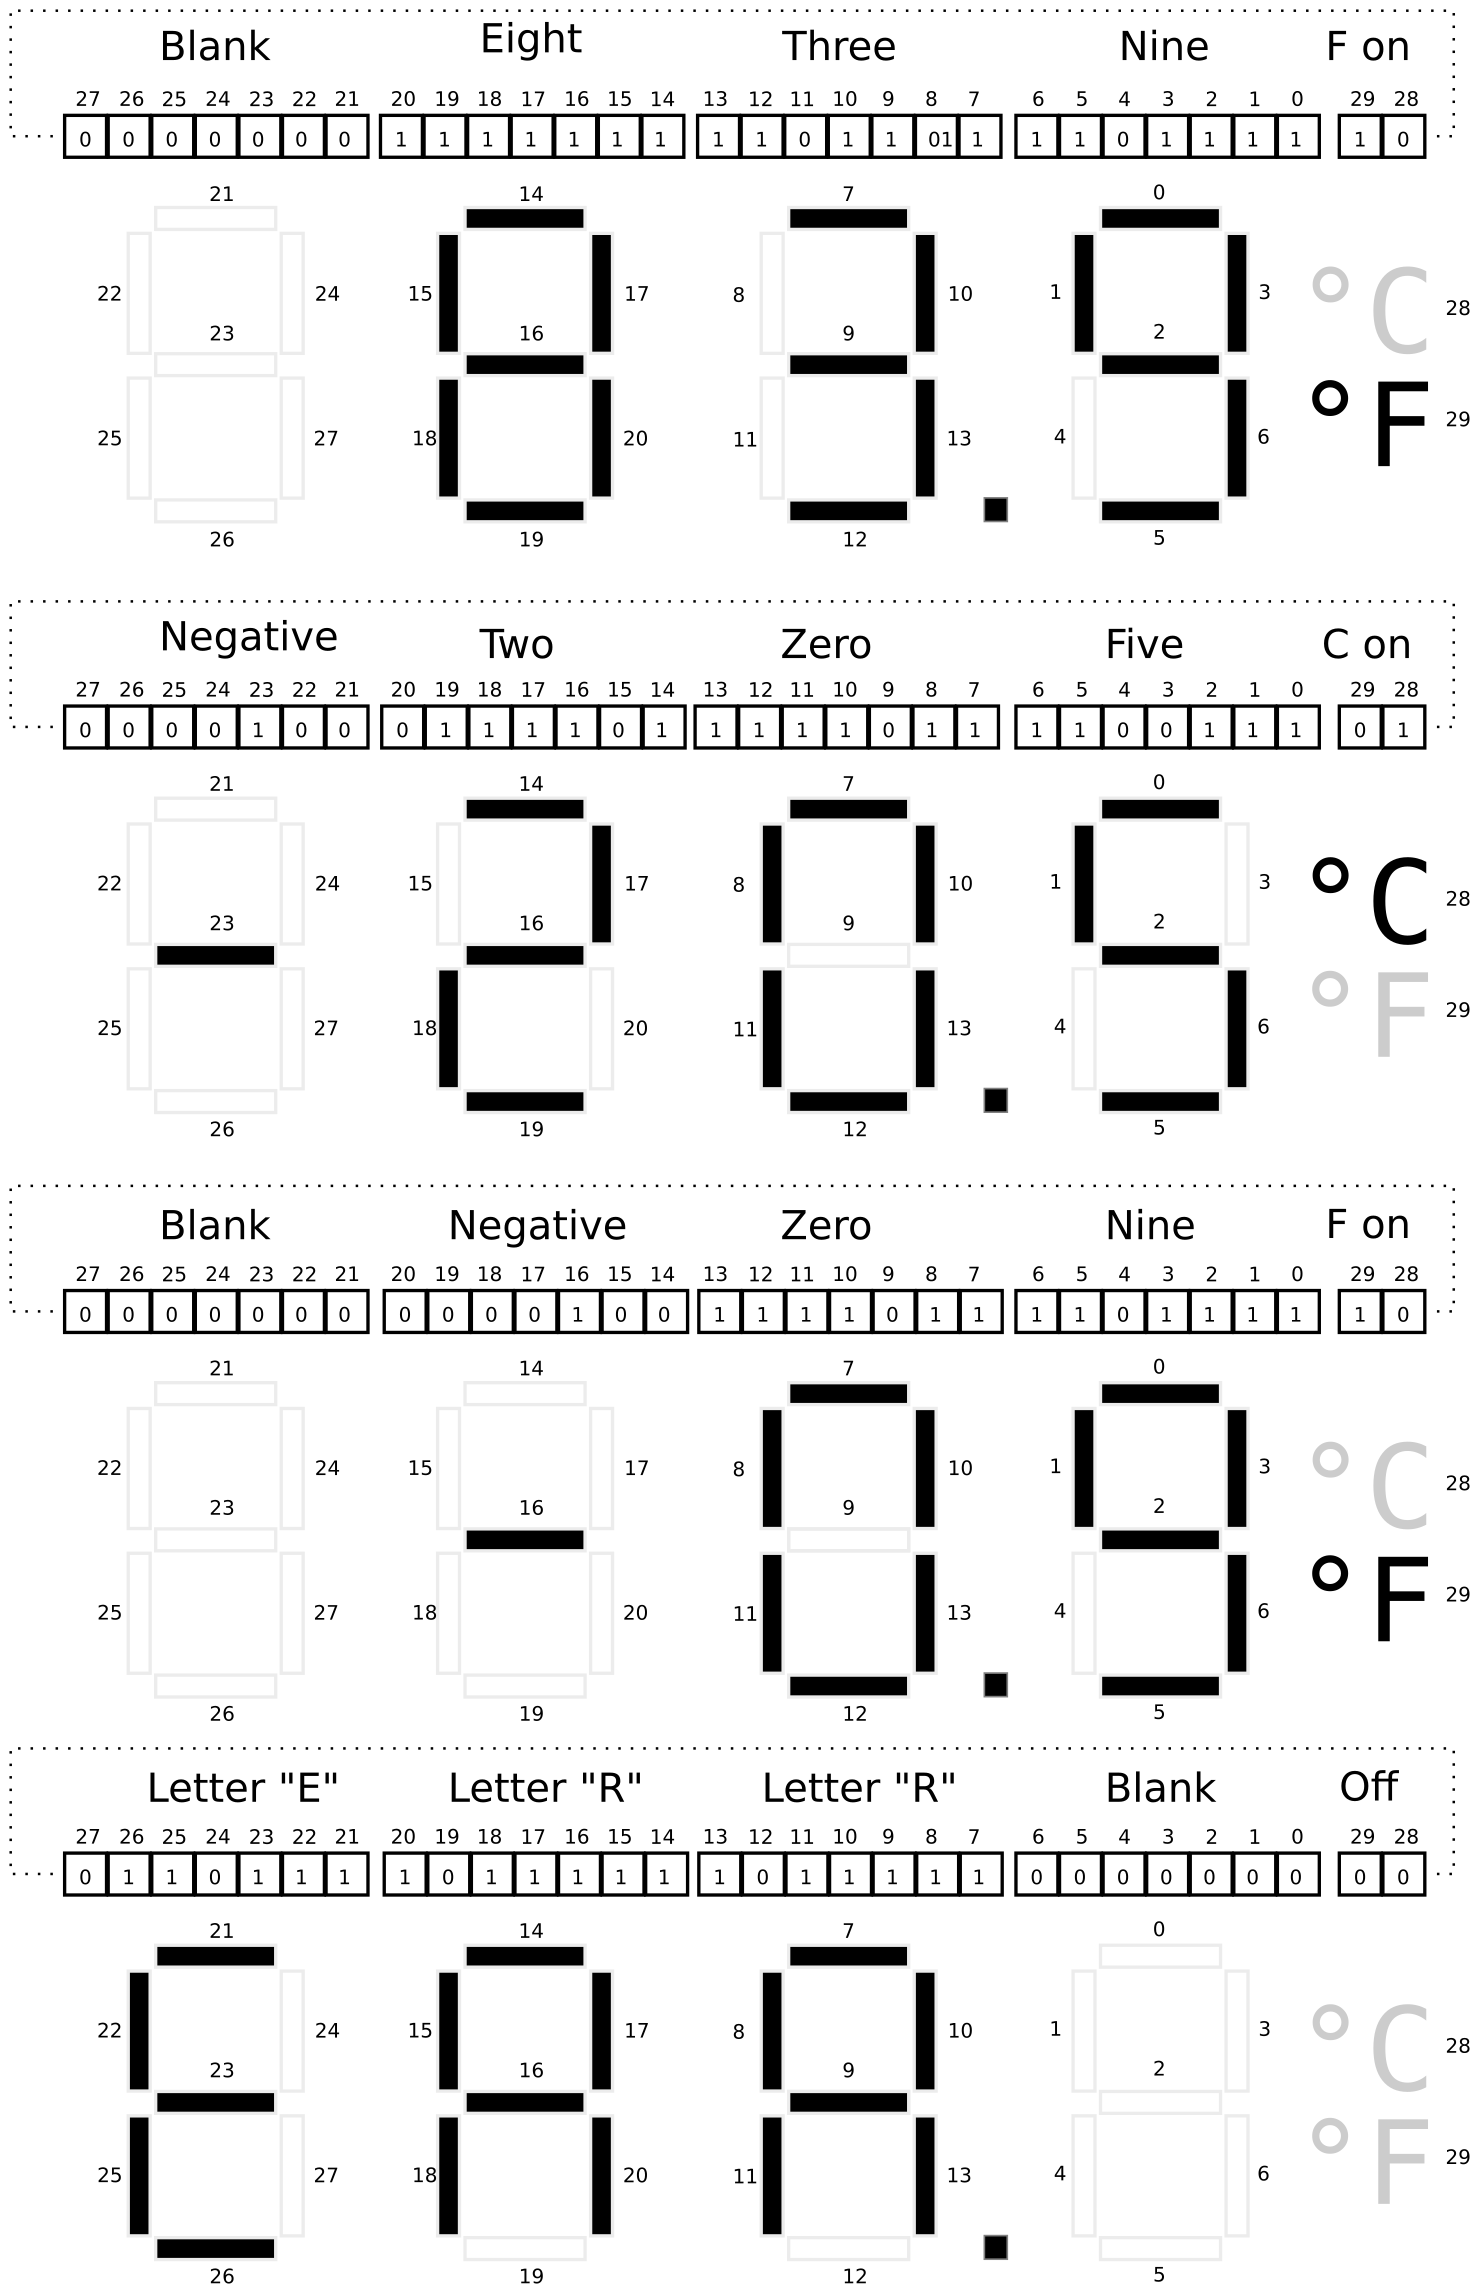 Blank Eight Three Nine F on
27 26 25 24 23 22 21 20 19 18 17 16 15 14 13 12 11 10 9 8 7 6 5 4 3 2 1 0 29 28
0 0 0 0 0 0 0 1 1 1 1 1 1 1 1 1 0 1 1 01 1 1 1 0 1 1 1 1 1 0
21 14 7 0
22 24 15 17 8 10 1 3 °C 28
23 16 9 2
°F 29
25 27 18 20 11 13 4 6
26 19 12 5
Negative Two Zero Five C on
27 26 25 24 23 22 21 20 19 18 17 16 15 14 13 12 11 10 9 8 7 6 5 4 3 2 1 0 29 28
0 0 0 0 1 0 0 0 1 1 1 1 0 1 1 1 1 1 0 1 1 1 1 0 0 1 1 1 0 1
21 14 7 0
22 24 15 17 8 10 1 3 °C 28
23 16 9 2
°F 29
25 27 18 20 11 13 4 6
26 19 12 5
Blank Negative Zero Nine F on
27 26 25 24 23 22 21 20 19 18 17 16 15 14 13 12 11 10 9 8 7 6 5 4 3 2 1 0 29 28
0 0 0 0 0 0 0 0 0 0 0 1 0 0 1 1 1 1 0 1 1 1 1 0 1 1 1 1 1 0
21 14 7 0
22 24 15 17 8 10 1 3 °C 28
23 16 9 2
°F 29
25 27 18 20 11 13 4 6
26 19 12 5
Letter "E" Letter "R" Letter "R" Blank Off
27 26 25 24 23 22 21 20 19 18 17 16 15 14 13 12 11 10 9 8 7 6 5 4 3 2 1 0 29 28
0 1 1 0 1 1 1 1 0 1 1 1 1 1 1 0 1 1 1 1 1 0 0 0 0 0 0 0 0 0
21 14 7 0
22 24 15 17 8 10 1 3 °C 28
23 16 9 2
°F 29
25 27 18 20 11 13 4 6
26 19 12 5